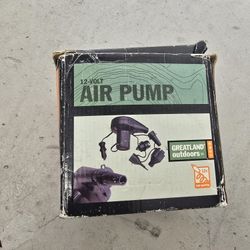 12-VOLT
AIR PUMP
GREATLAND
outdoors